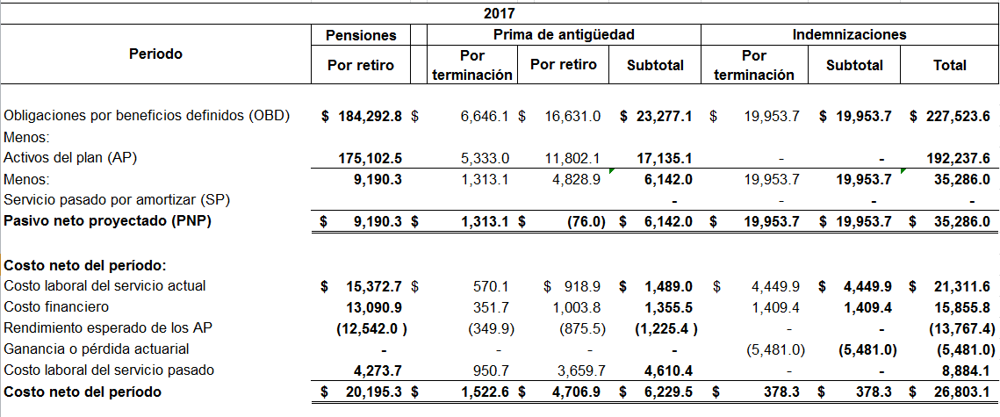 2017
Periodo Pensiones Prima de antigüedad Indemnizaciones
Por retiro Por terminación Por retiro Subtotal Por terminación Subtotal Total
Obligaciones por beneficios definidos (OBD) $ 184,292.8 $ 6,646.1 $ 16,631.0 $ 23,277.1 $ 19,953.7 $ 19,953.7 $ 227,523.6
Menos:
Activos del plan (AP) 175,102.5 5,333.0 11,802.1 17,135.1 - - 192,237.6
Menos: 9,190.3 1,313.1 4,828.9 6,142.0 19,953.7 19,953.7 35,286.0
Servicio pasado por amortizar (SP) - - - -
Pasivo neto proyectado (PNP) $ 9,190.3 $ 1,313.1 $ (76.0) $ 6,142.0 $ 19,953.7 $ 19,953.7 $ 35,286.0
Costo neto del período:
Costo laboral del servicio actual $ 15,372.7 $ 570.1 $ 918.9 $ 1,489.0 $ 4,449.9 $ 4,449.9 $ 21,311.6
Costo financiero 13,090.9 351.7 1,003.8 1,355.5 1,409.4 1,409.4 15,855.8
Rendimiento esperado de los AP (12,542.0 ) (349.9) (875.5) (1,225.4 ) - - (13,767.4)
Ganancia o pérdida actuarial - - - - (5,481.0) (5,481.0) (5,481.0)
Costo laboral del servicio pasado 4,273.7 950.7 3,659.7 4,610.4 - - 8,884.1
Costo neto del período $ 20,195.3 $ 1,522.6 $ 4,706.9 $ 6,229.5 $ 378.3 $ 378.3 $ 26,803.1